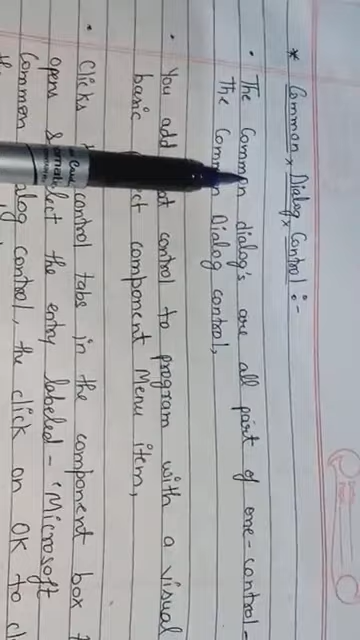 * Common Dialog Control :-
• The Common dialog's are all part of one-control-
The Common Dialog control,
• You add that control to program with a visual
basic component Menu item,
• Clicks control tabs in the component box
opens select the entry labeled - 'Microsoft
Common Dialog control, the click on OK to